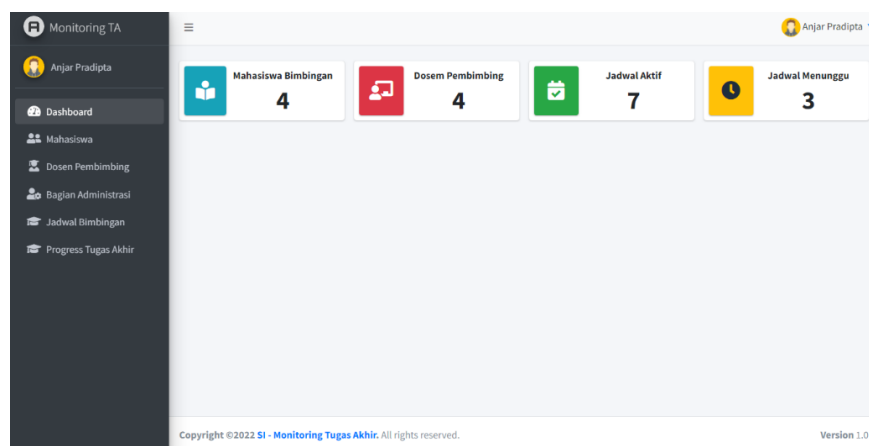 Monitoring TA
Anjar Pradipta
Anjar Pradipta
Dashboard
Mahasiswa
Dosen Pembimbing
Bagian Administrasi
Jadwal Bimbingan
Progress Tugas Akhir
Mahasiswa Bimbingan
4
Dosem Pembimbing
4
Jadwal Aktif
7
Jadwal Menunggu
3
Copyright ©2022 SI - Monitoring Tugas Akhir. All rights reserved.
Version 1.0